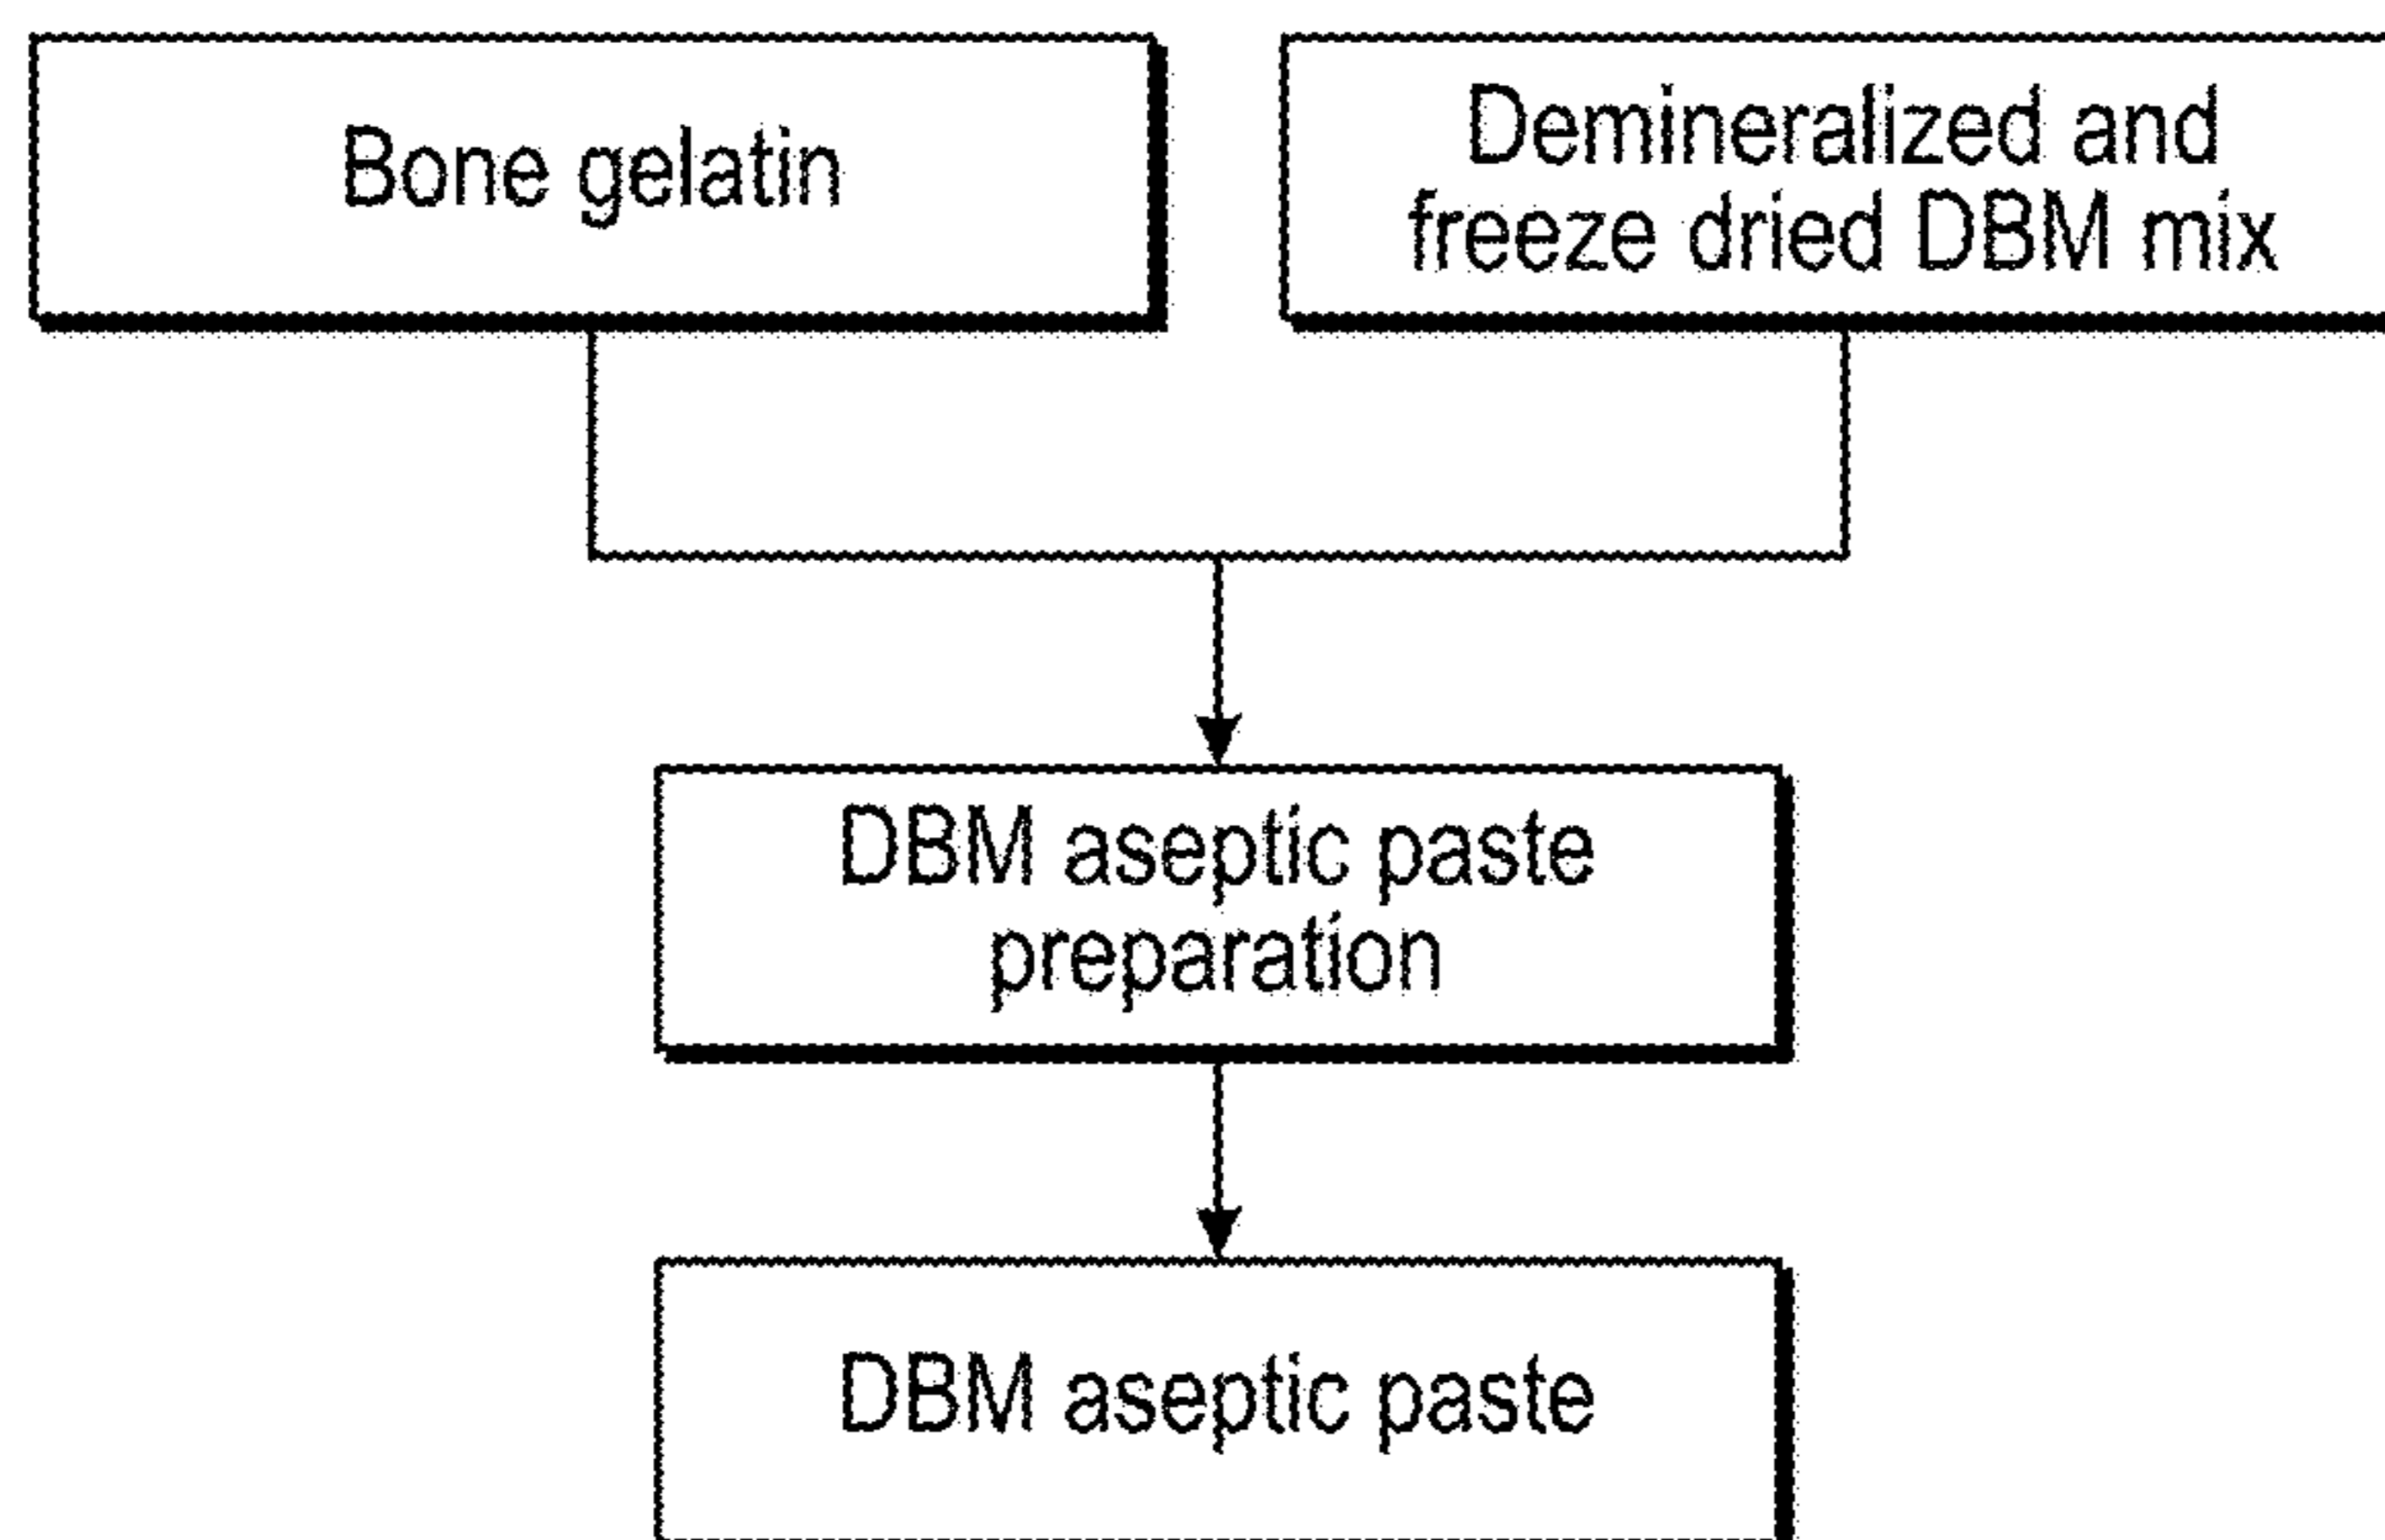 Bone gelatin
Demineralized and
freeze dried DBM mix
DBM aseptic paste
preparation
DBM aseptic paste